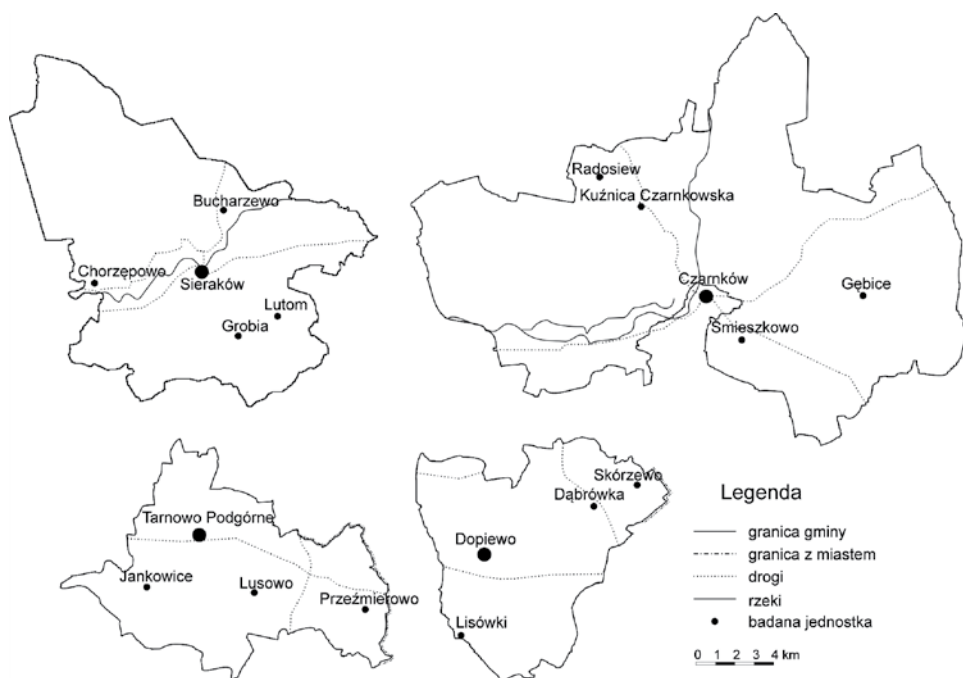 Bucharzewo
Chorzępowo
Sieraków
Lutom
Grobia
Radosiew
Kuźnica Czarnkowska
Czarnków
Gębice
Śmieszkowo
Tarnowo Podgórne
Jankowice
Lusowo
Przeźmierowo
Skórzewo
Dąbrówka
Dopiewo
Lisówki
Legenda
granica gminy
granica z miastem
drogi
rzeki
badana jednostka
0 1 2 3 4 km